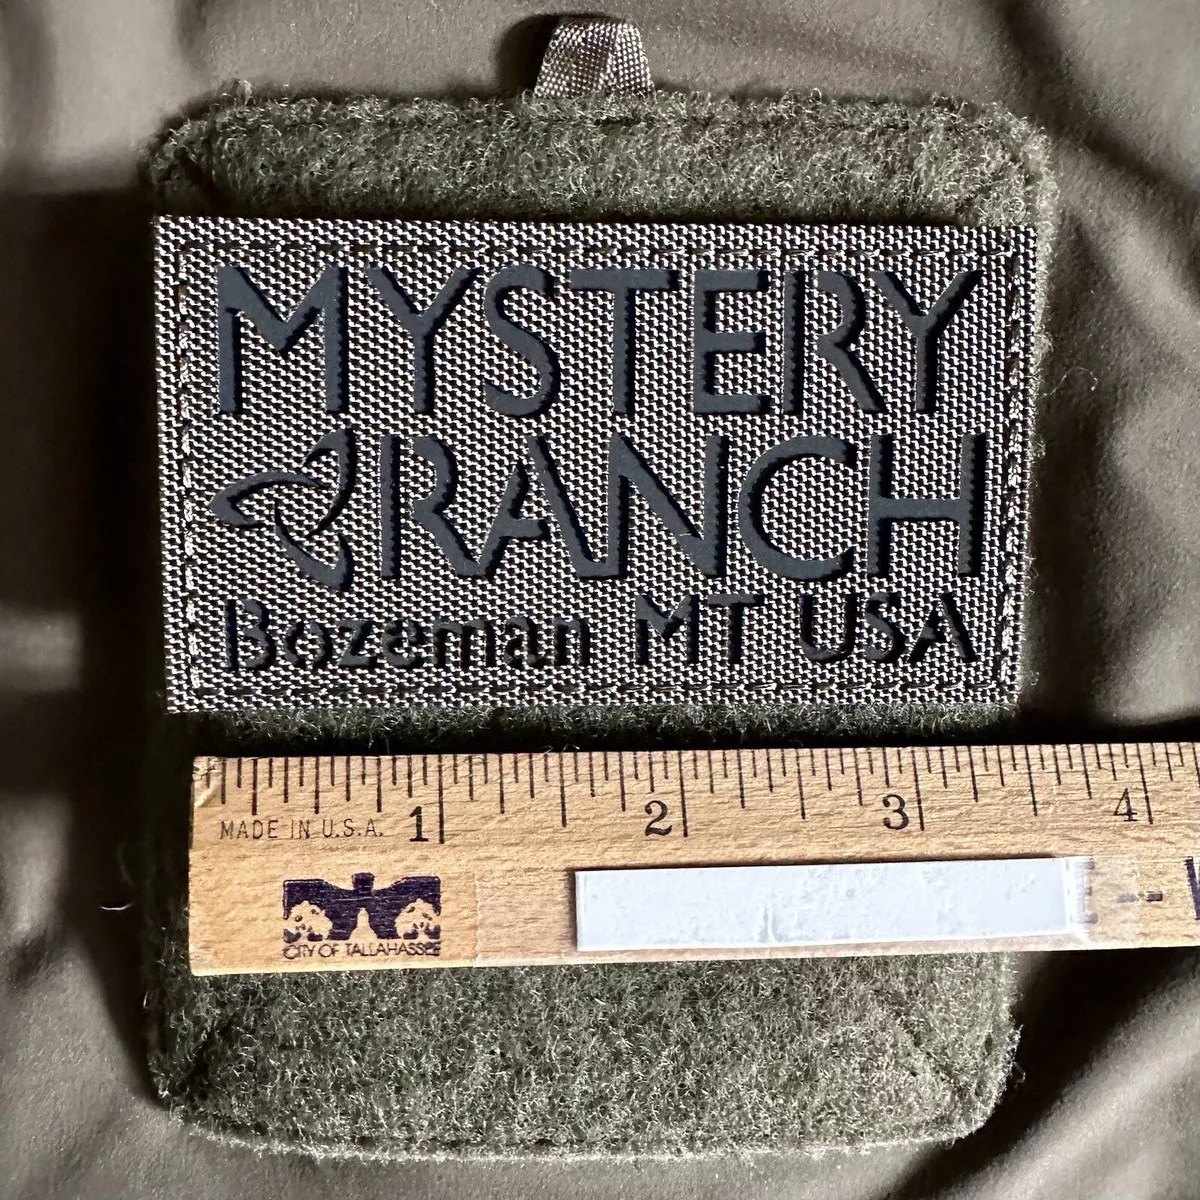 MYSTERY
RANCH
Bozeman MT USA
1 2 3 4
MADE IN U.S.A.
CITY OF TALLAHASSEE